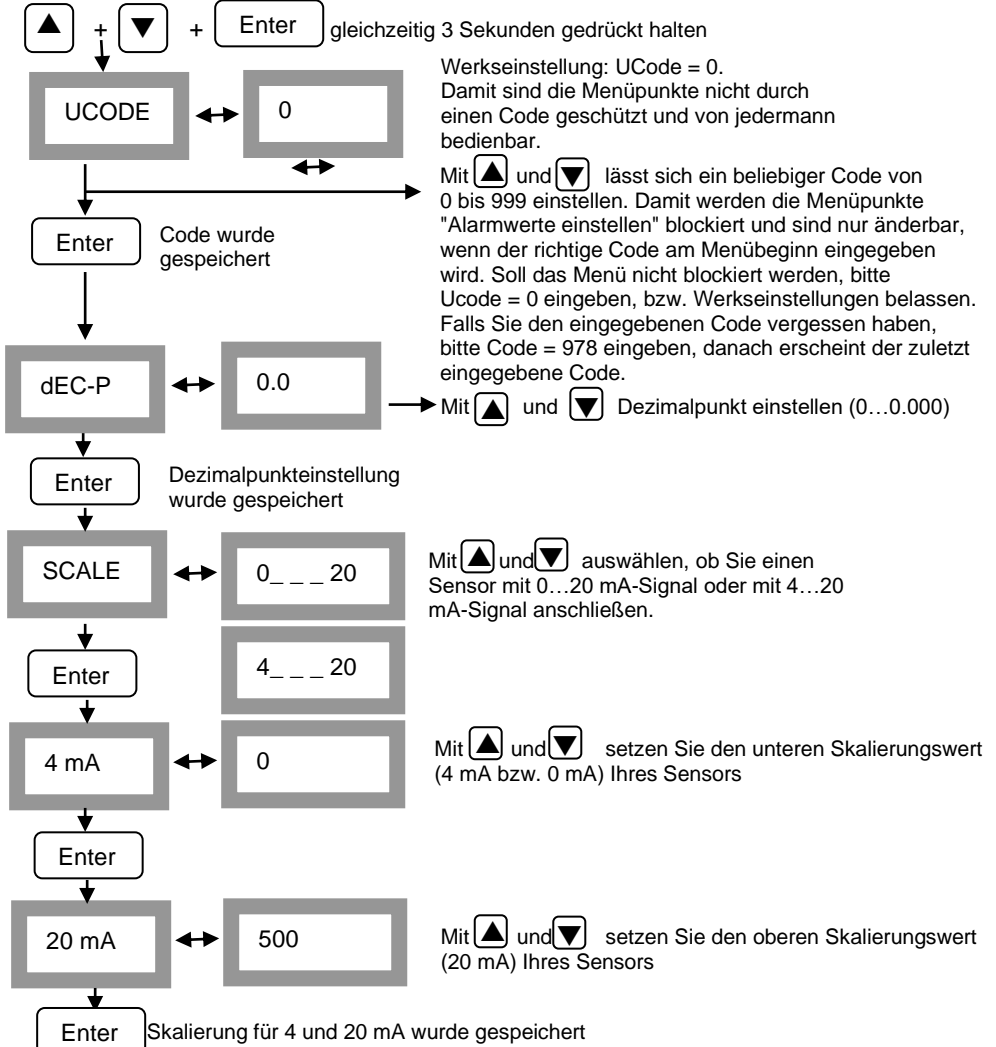 ▲ + ▼ + Enter gleichzeitig 3 Sekunden gedrückt halten
UCODE 0
Werkseinstellung: UCode = 0.
Damit sind die Menüpunkte nicht durch
einen Code geschützt und von jedermann
bedienbar.
Mit ▲ und ▼ lässt sich ein beliebiger Code von
0 bis 999 einstellen. Damit werden die Menüpunkte
"Alarmwerte einstellen" blockiert und sind nur änderbar,
wenn der richtige Code am Menübeginn eingegeben
wird. Soll das Menü nicht blockiert werden, bitte
Ucode = 0 eingeben, bzw. Werkseinstellungen belassen.
Falls Sie den eingegebenen Code vergessen haben,
bitte Code = 978 eingeben, danach erscheint der zuletzt
eingegebene Code.
Enter
Code wurde
gespeichert
dEC-P 0.0
Mit ▲ und ▼ Dezimalpunkt einstellen (0…0.000)
Enter
Dezimalpunkteinstellung
wurde gespeichert
SCALE 0_ _ _ 20
Mit ▲ und ▼ auswählen, ob Sie einen
Sensor mit 0…20 mA-Signal oder mit 4…20
mA-Signal anschließen.
4_ _ _ 20
Enter
4 mA 0
Mit ▲ und ▼ setzen Sie den unteren Skalierungswert
(4 mA bzw. 0 mA) Ihres Sensors
Enter
20 mA 500
Mit ▲ und ▼ setzen Sie den oberen Skalierungswert
(20 mA) Ihres Sensors
Enter Skalierung für 4 und 20 mA wurde gespeichert